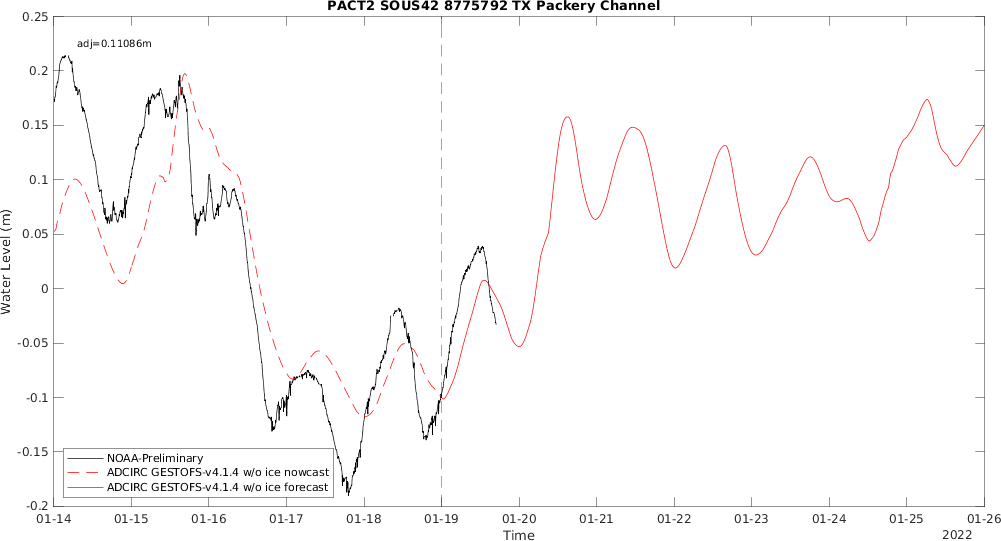 PACT2 SOUS42 8775792 TX Packery Channel
adj=0.11086m
0.25
0.2
0.15
0.1
0.05
0
-0.05
-0.1
-0.15
-0.2
Water Level (m)
NOAA-Preliminary
ADCIRC GESTOFS-v4.1.4 w/o ice nowcast
ADCIRC GESTOFS-v4.1.4 w/o ice forecast
01-14 01-15 01-16 01-17 01-18 01-19 01-20 01-21 01-22 01-23 01-24 01-25 01-26
Time
2022